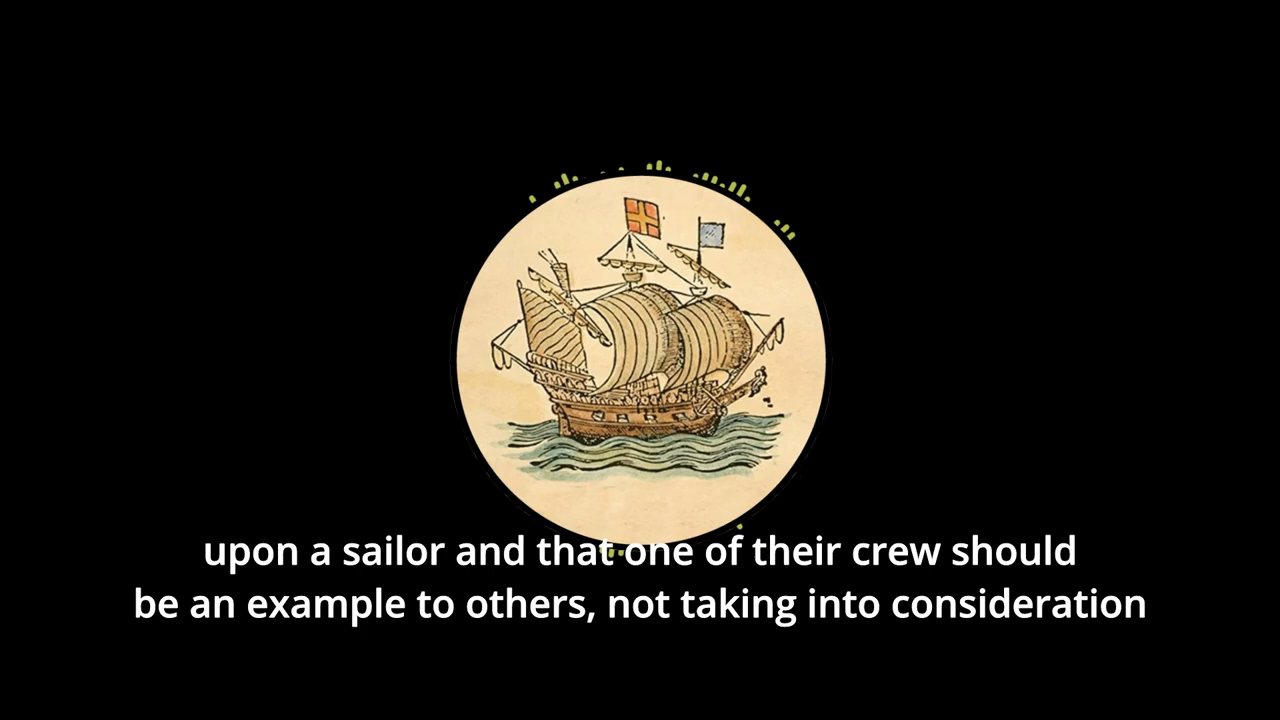 upon a sailor and that one of their crew should
be an example to others, not taking into consideration